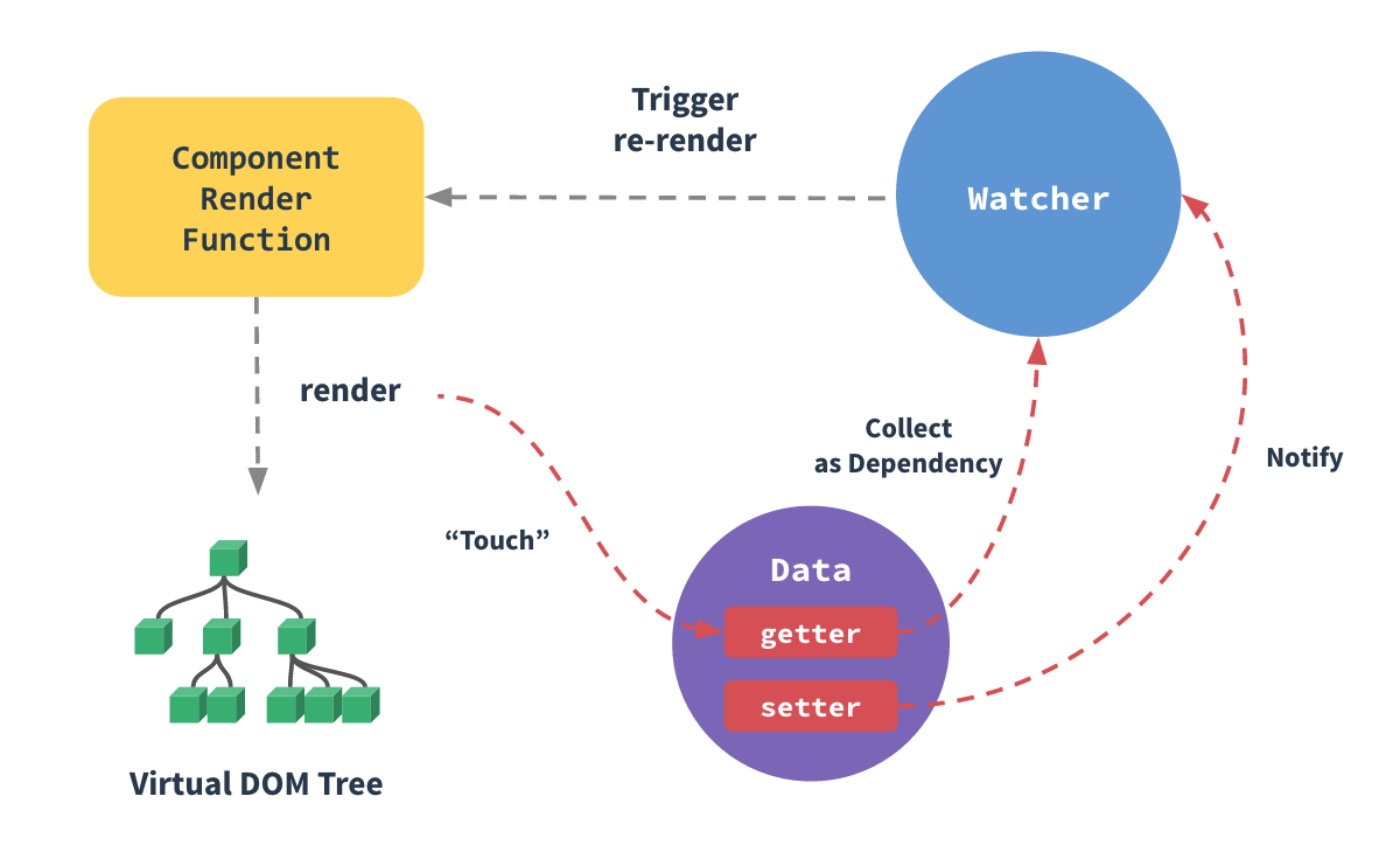 Trigger
re-render
Component
Render
Function
Watcher
render
Collect
as Dependency
Notify
“Touch”
Data
getter
setter
Virtual DOM Tree